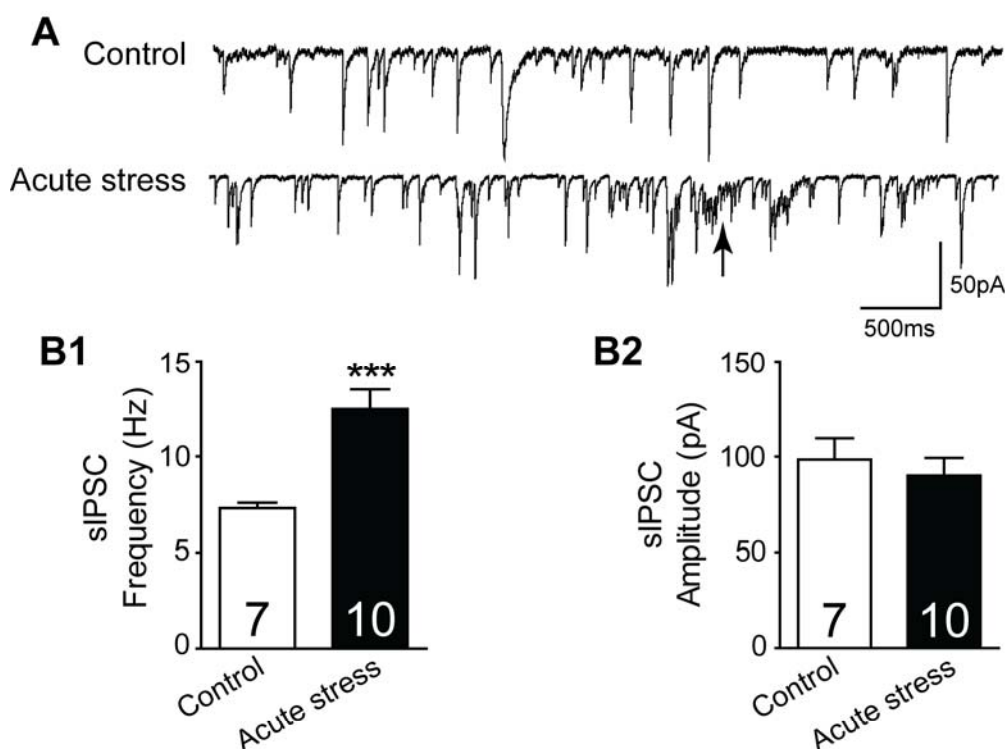 A
Control
Acute stress
50pA
500ms
B1
sIPSC
Frequency (Hz)
15
10
5
0
***
7
10
Control
Acute stress
B2
sIPSC
Amplitude (pA)
150
100
50
0
7
10
Control
Acute stress